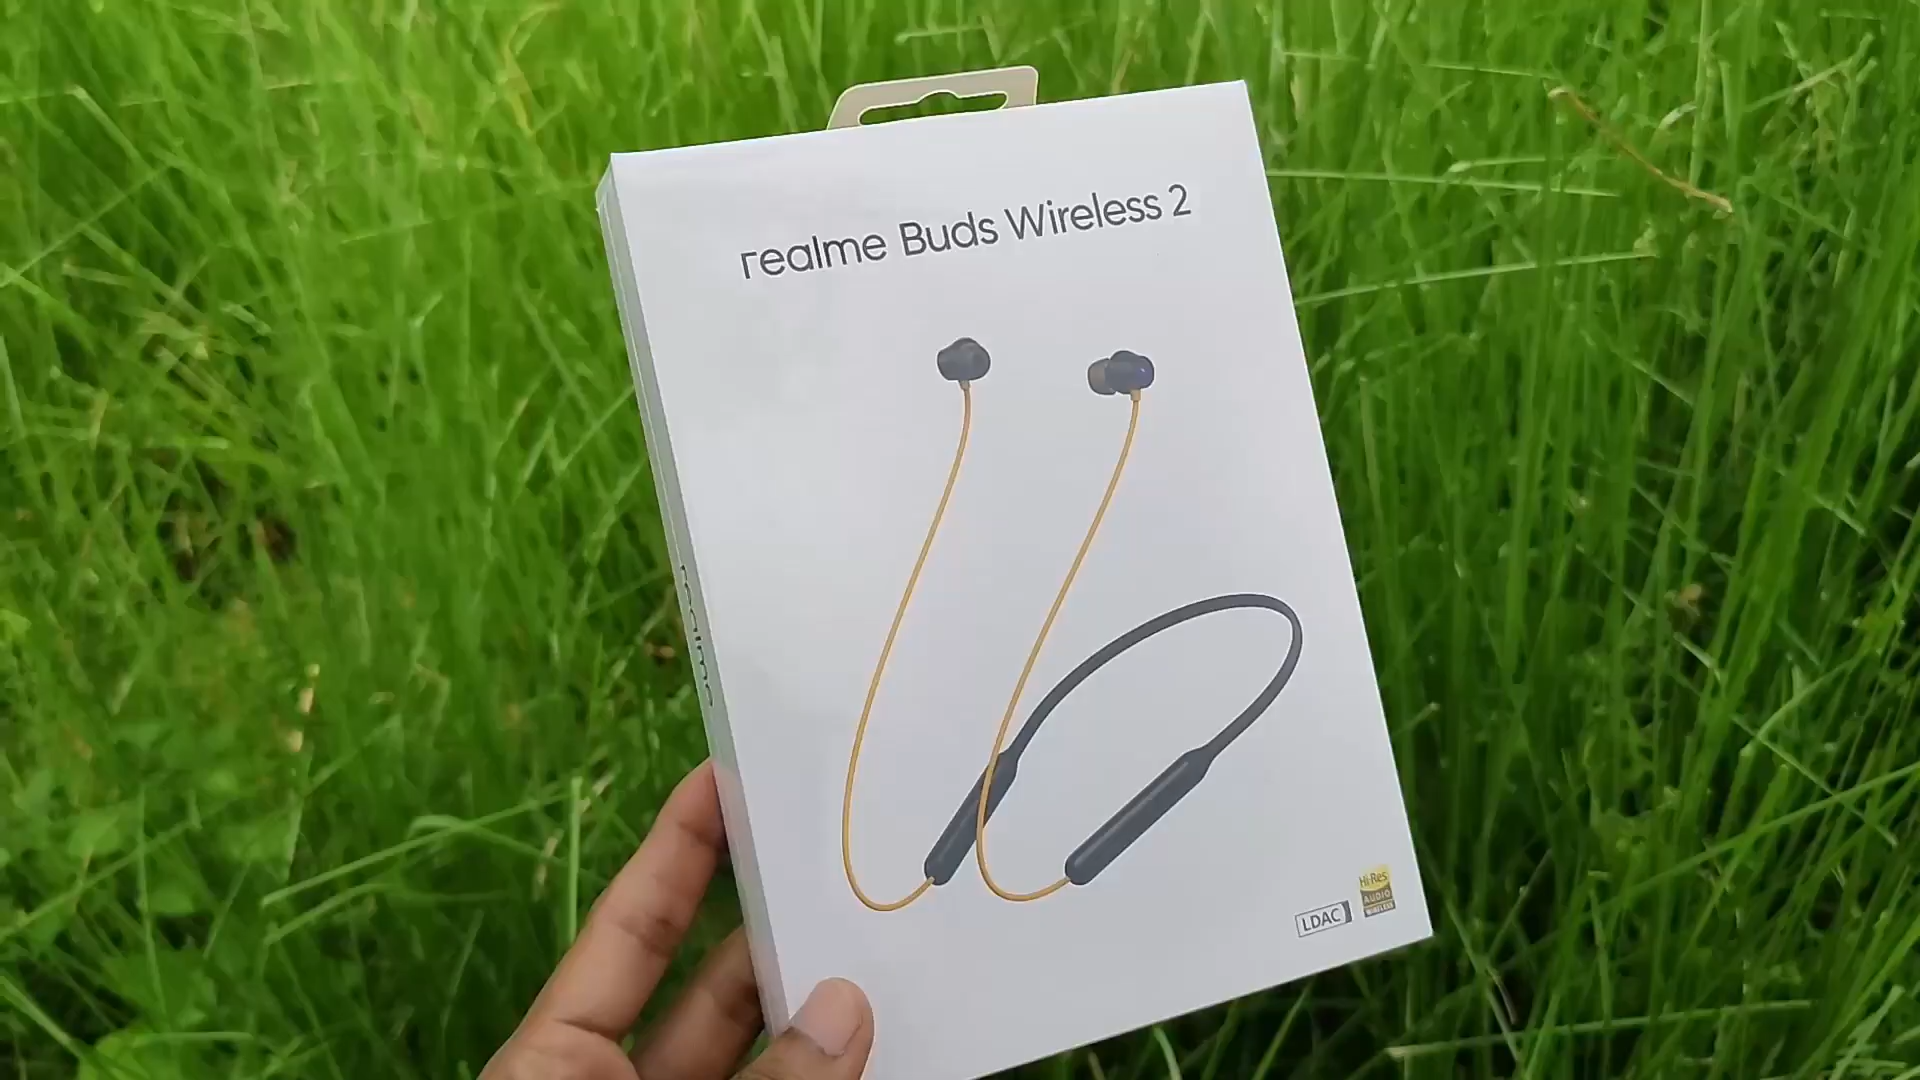 realme Buds Wireless 2
realme
LDAC
Hi-Res
AUDIO
WIRELESS